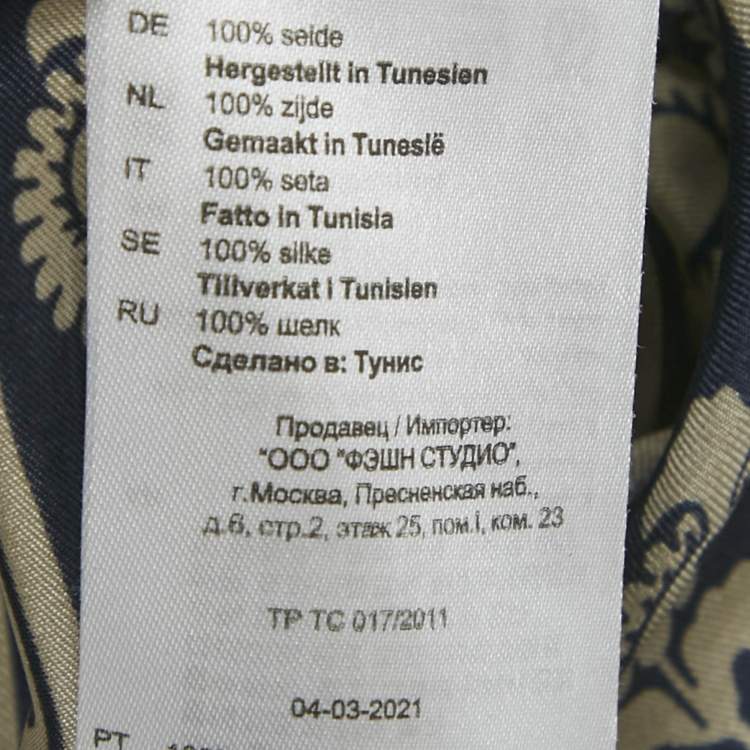 DE 100% seide
Hergestellt in Tunesien
NL 100% zijde
Gemaakt in Tunesië
IT 100% seta
Fatto in Tunisia
SE 100% silke
Tillverkat i Tunisien
RU 100% шелк
Сделано в: Тунис
Продавец / Импортер:
"ООО "ФЭШН СТУДИО",
г.Москва, Пресненская наб.,
д.6, стр.2, этаж 25, пом.I, ком. 23
ТР ТС 017/2011
04-03-2021
PT